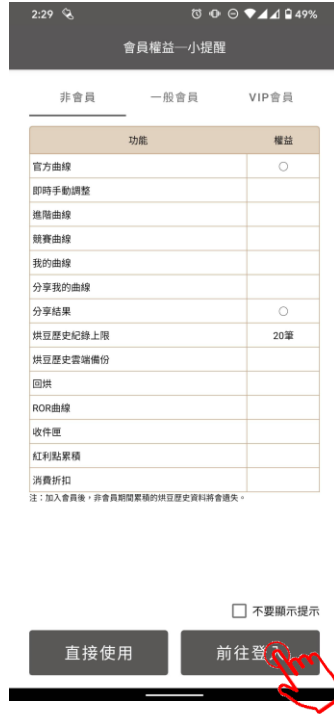 2:29 49%
會員權益—小提醒
非會員 一般會員 VIP會員
功能 權益
官方曲線 ○
即時手動調整
進階曲線
競賽曲線
我的曲線
分享我的曲線
分享結果 ○
烘豆歷史紀錄上限 20筆
烘豆歷史雲端備份
回烘
ROR曲線
收件匣
紅利點累積
消費折扣
注：加入會員後，非會員期間累積的烘豆歷史資料將會遺失。
不要顯示提示
直接使用 前往登入